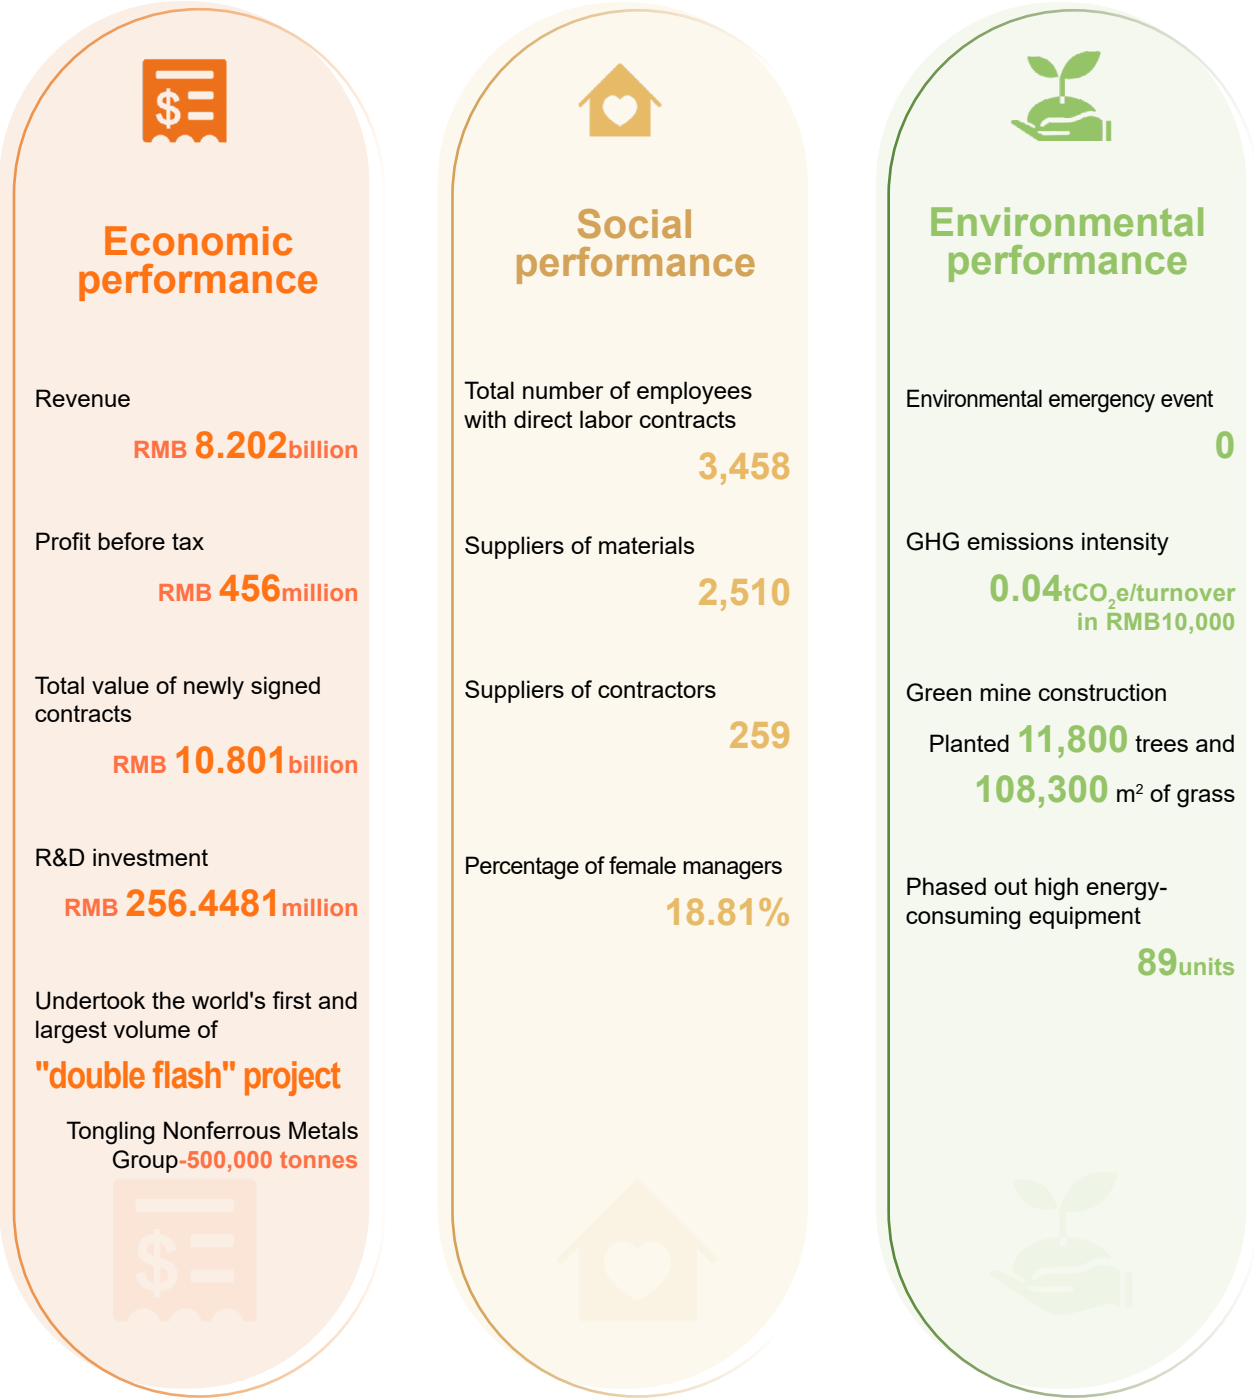 $
Economic
performance
Revenue
RMB 8.202billion
Profit before tax
RMB 456million
Total value of newly signed
contracts
RMB 10.801billion
R&D investment
RMB 256.4481million
Undertook the world's first and
largest volume of
"double flash" project
Tongling Nonferrous Metals
Group-500,000 tonnes
$
Social
performance
Total number of employees
with direct labor contracts
3,458
Suppliers of materials
2,510
Suppliers of contractors
259
Percentage of female managers
18.81%
Environmental
performance
Environmental emergency event
0
GHG emissions intensity
0.04tCO₂e/turnover
in RMB10,000
Green mine construction
Planted 11,800 trees and
108,300 m² of grass
Phased out high energy-
consuming equipment
89units